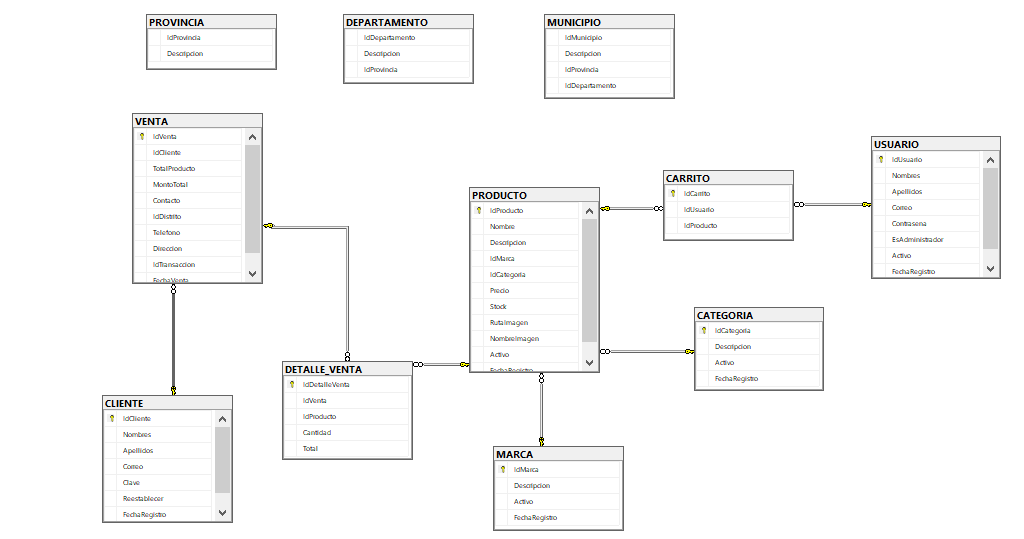 PROVINCIA
IdProvincia
Descripcion
DEPARTAMENTO
IdDepartamento
Descripcion
IdProvincia
MUNICIPIO
IdMunicipio
Descripcion
IdProvincia
IdDepartamento
VENTA
IdVenta
IdCliente
TotalProducto
MontoTotal
Contacto
IdDistrito
Telefono
Direccion
IdTransaccion
FechaVenta
PRODUCTO
IdProducto
Nombre
Descripcion
IdMarca
IdCategoria
Precio
Stock
RutaImagen
NombreImagen
Activo
FechaRegistro
CARRITO
IdCarrito
IdUsuario
IdProducto
USUARIO
IdUsuario
Nombres
Apellidos
Correo
Contrasena
EsAdministrador
Activo
FechaRegistro
CATEGORIA
IdCategoria
Descripcion
Activo
FechaRegistro
DETALLE_VENTA
IdDetalleVenta
IdVenta
IdProducto
Cantidad
Total
CLIENTE
IdCliente
Nombres
Apellidos
Correo
Clave
Reestablecer
FechaRegistro
MARCA
IdMarca
Descripcion
Activo
FechaRegistro